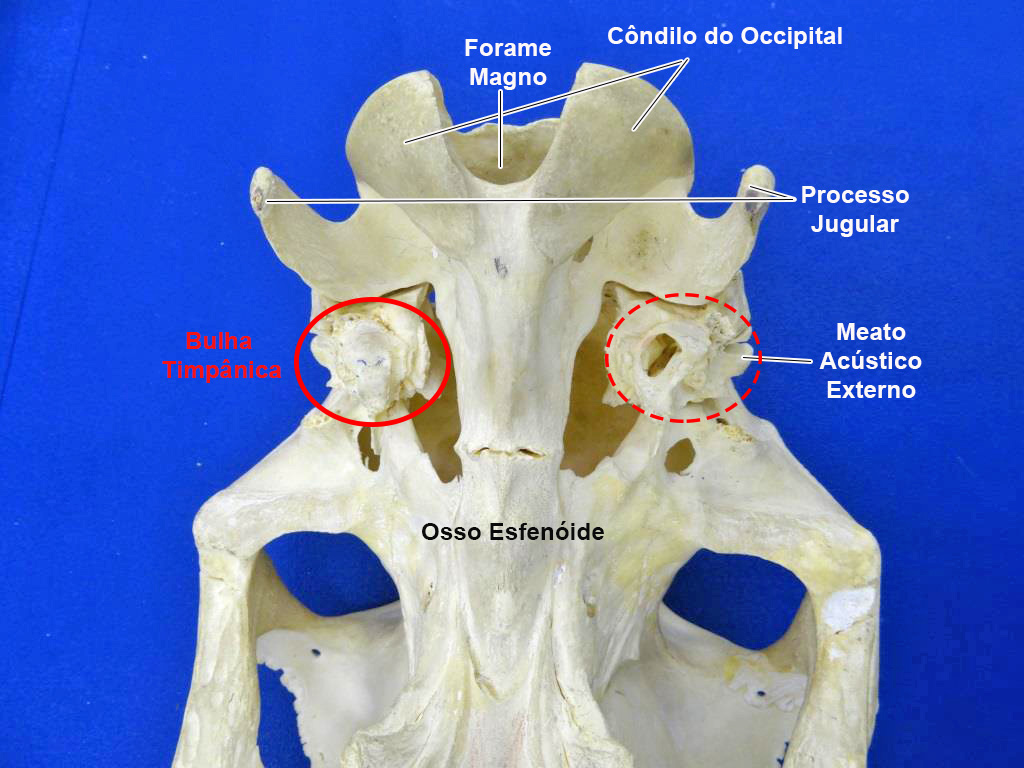 Côndilo do Occipital
Forame
Magno
Processo
Jugular
Bulha
Timpânica
Meato
Acústico
Externo
Osso Esfenóide